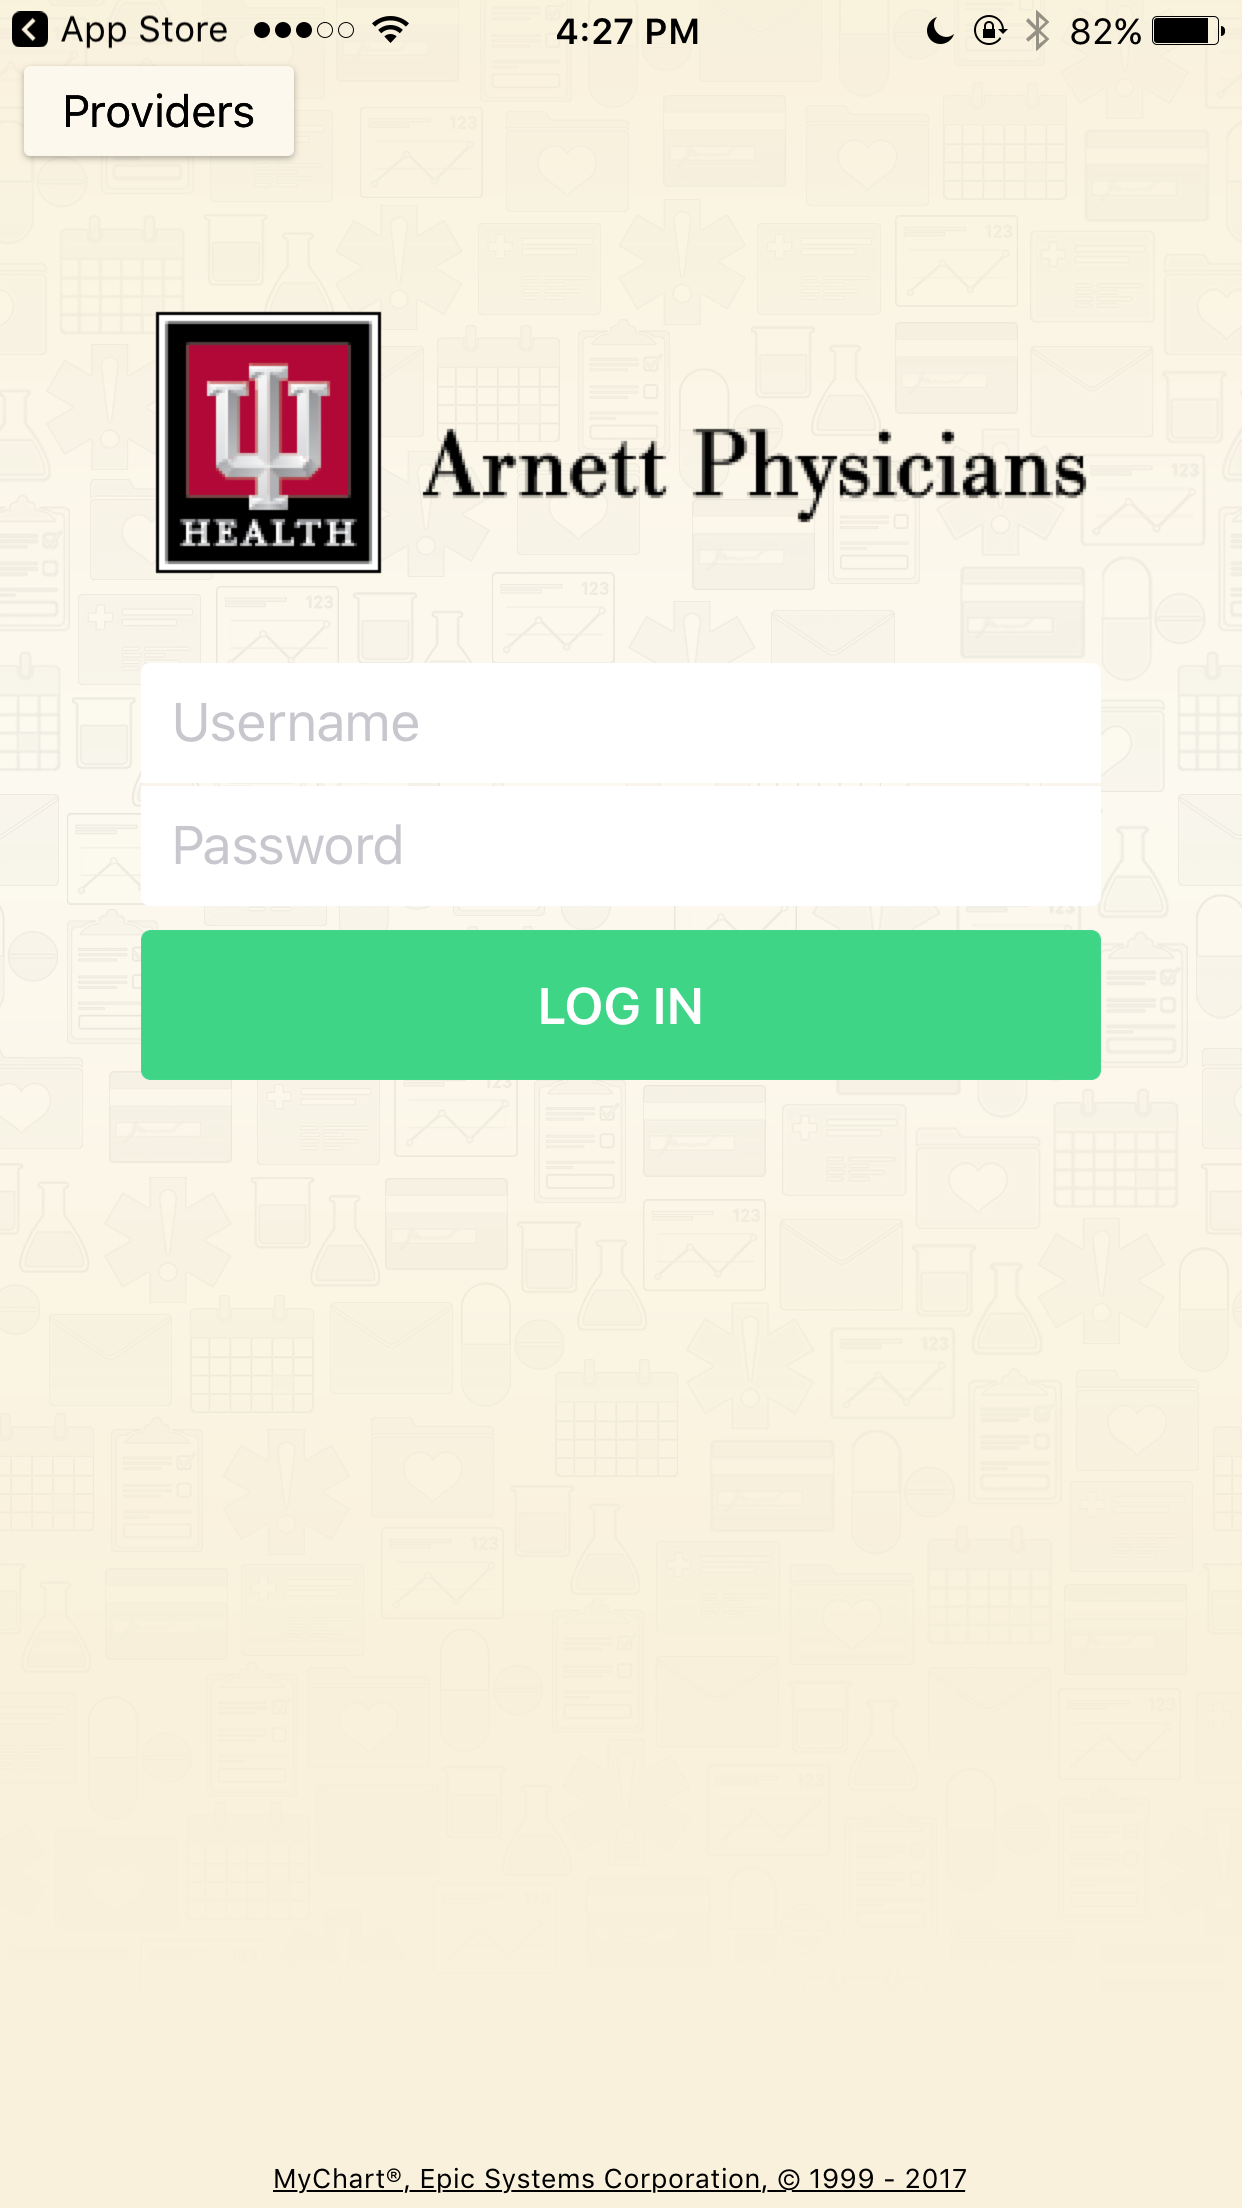 App Store
4:27 PM
82%
Providers
HEALTH
Arnett Physicians
Username
Password
LOG IN
MyChart®, Epic Systems Corporation, © 1999 - 2017